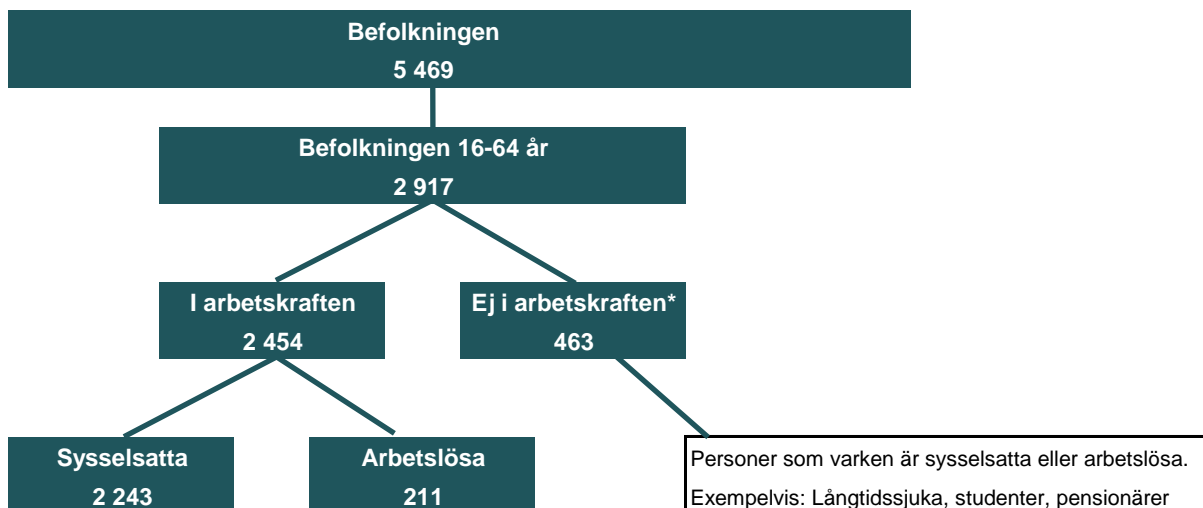 Befolkningen
5 469
Befolkningen 16-64 år
2 917
I arbetskraften
2 454
Ej i arbetskraften*
463
Sysselsatta
2 243
Arbetslösa
211
Personer som varken är sysselsatta eller arbetslösa.
Exempelvis: Långtidssjuka, studenter, pensionärer